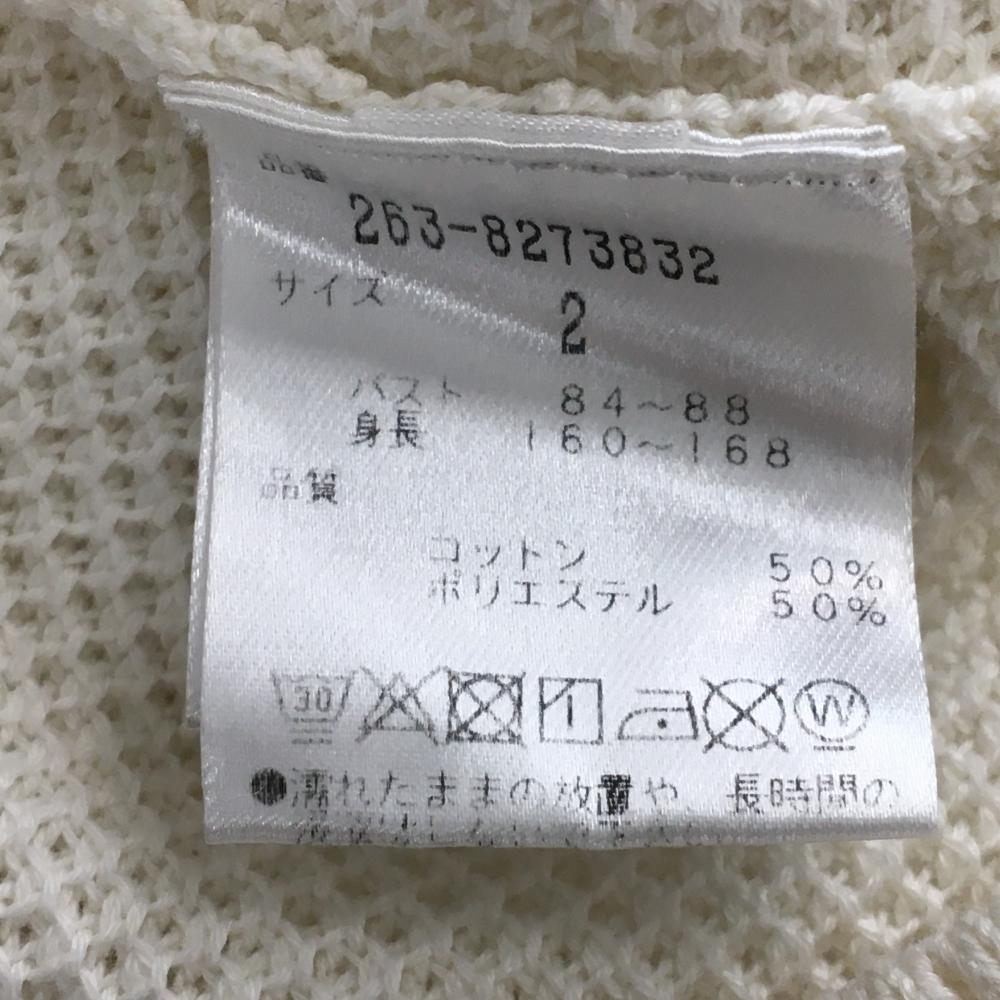 品番
263-8273832
サイズ 2
バスト 84～88
身長 160～168
品質
コットン 50%
ポリエステル 50%
30 W
●濡れたままの放置や、長時間の